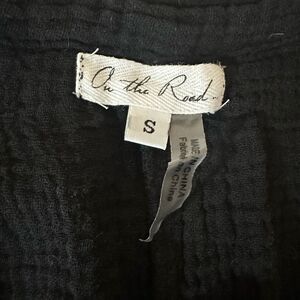 On the Road.
S
MADE IN CHINA
Fabriqué en Chine